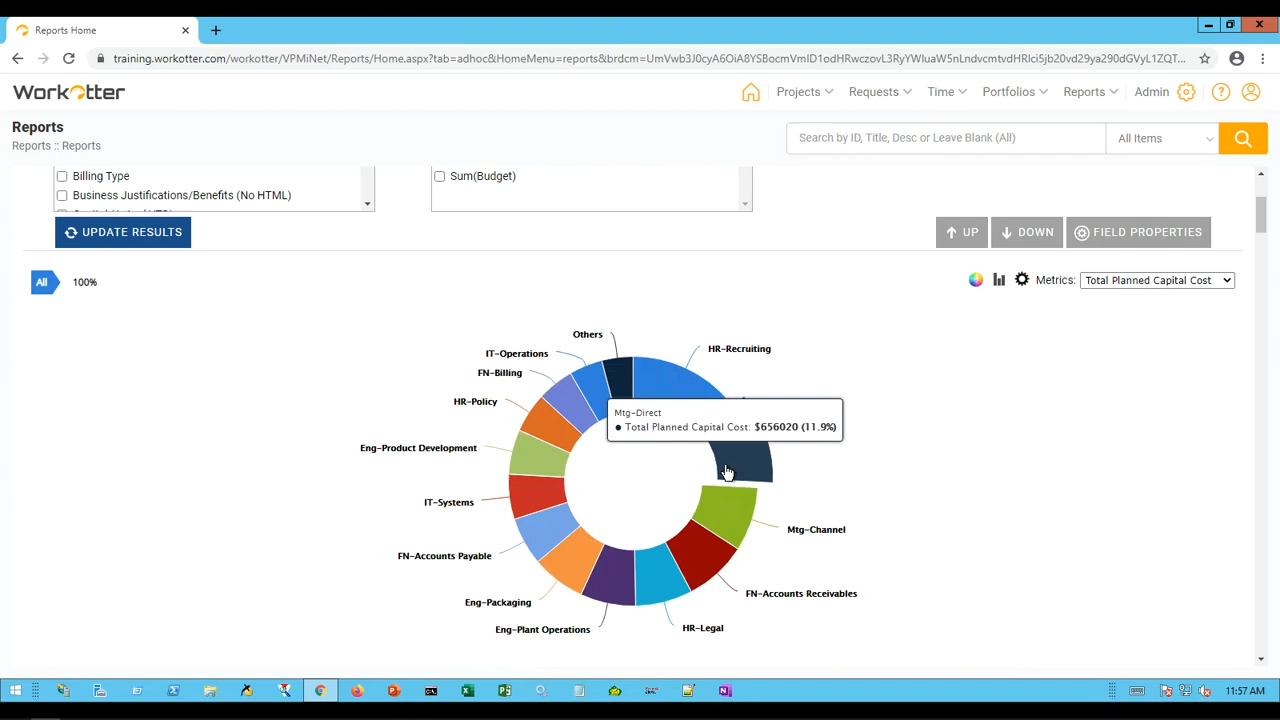 Reports Home
training.workotter.com/workotter/VPMiNet/Reports/Home.aspx?tab=adhoc&HomeMenu=reports&brdcm=
WorkOtter
Projects Requests Time Portfolios Reports Admin
Reports
Reports :: Reports
Search by ID, Title, Desc or Leave Blank (All)
All Items
Billing Type
Sum(Budget)
Business Justifications/Benefits (No HTML)
UPDATE RESULTS
UP
DOWN
FIELD PROPERTIES
All
100%
Metrics:
Total Planned Capital Cost
Others
HR-Recruiting
IT-Operations
FN-Billing
HR-Policy
Mtg-Direct
Total Planned Capital Cost: $656020 (11.9%)
Eng-Product Development
IT-Systems
Mtg-Channel
FN-Accounts Payable
FN-Accounts Receivables
Eng-Packaging
Eng-Plant Operations
HR-Legal
11:57 AM